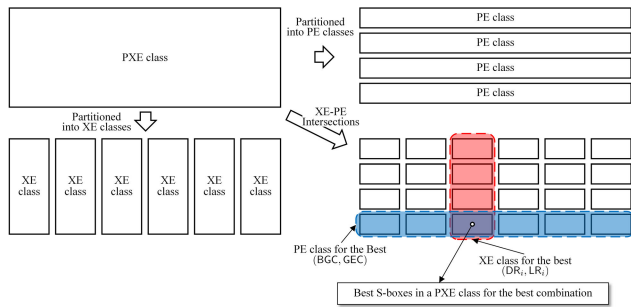 PXE class
Partitioned
into PE classes
PE class
PE class
PE class
PE class
Partitioned
into XE classes
XE-PE
Intersections
XE
class
XE
class
XE
class
XE
class
XE
class
XE
class
PE class for the Best
(BGC, GEC)
XE class for the best
(DRᵢ, LRᵢ)
Best S-boxes in a PXE class for the best combination